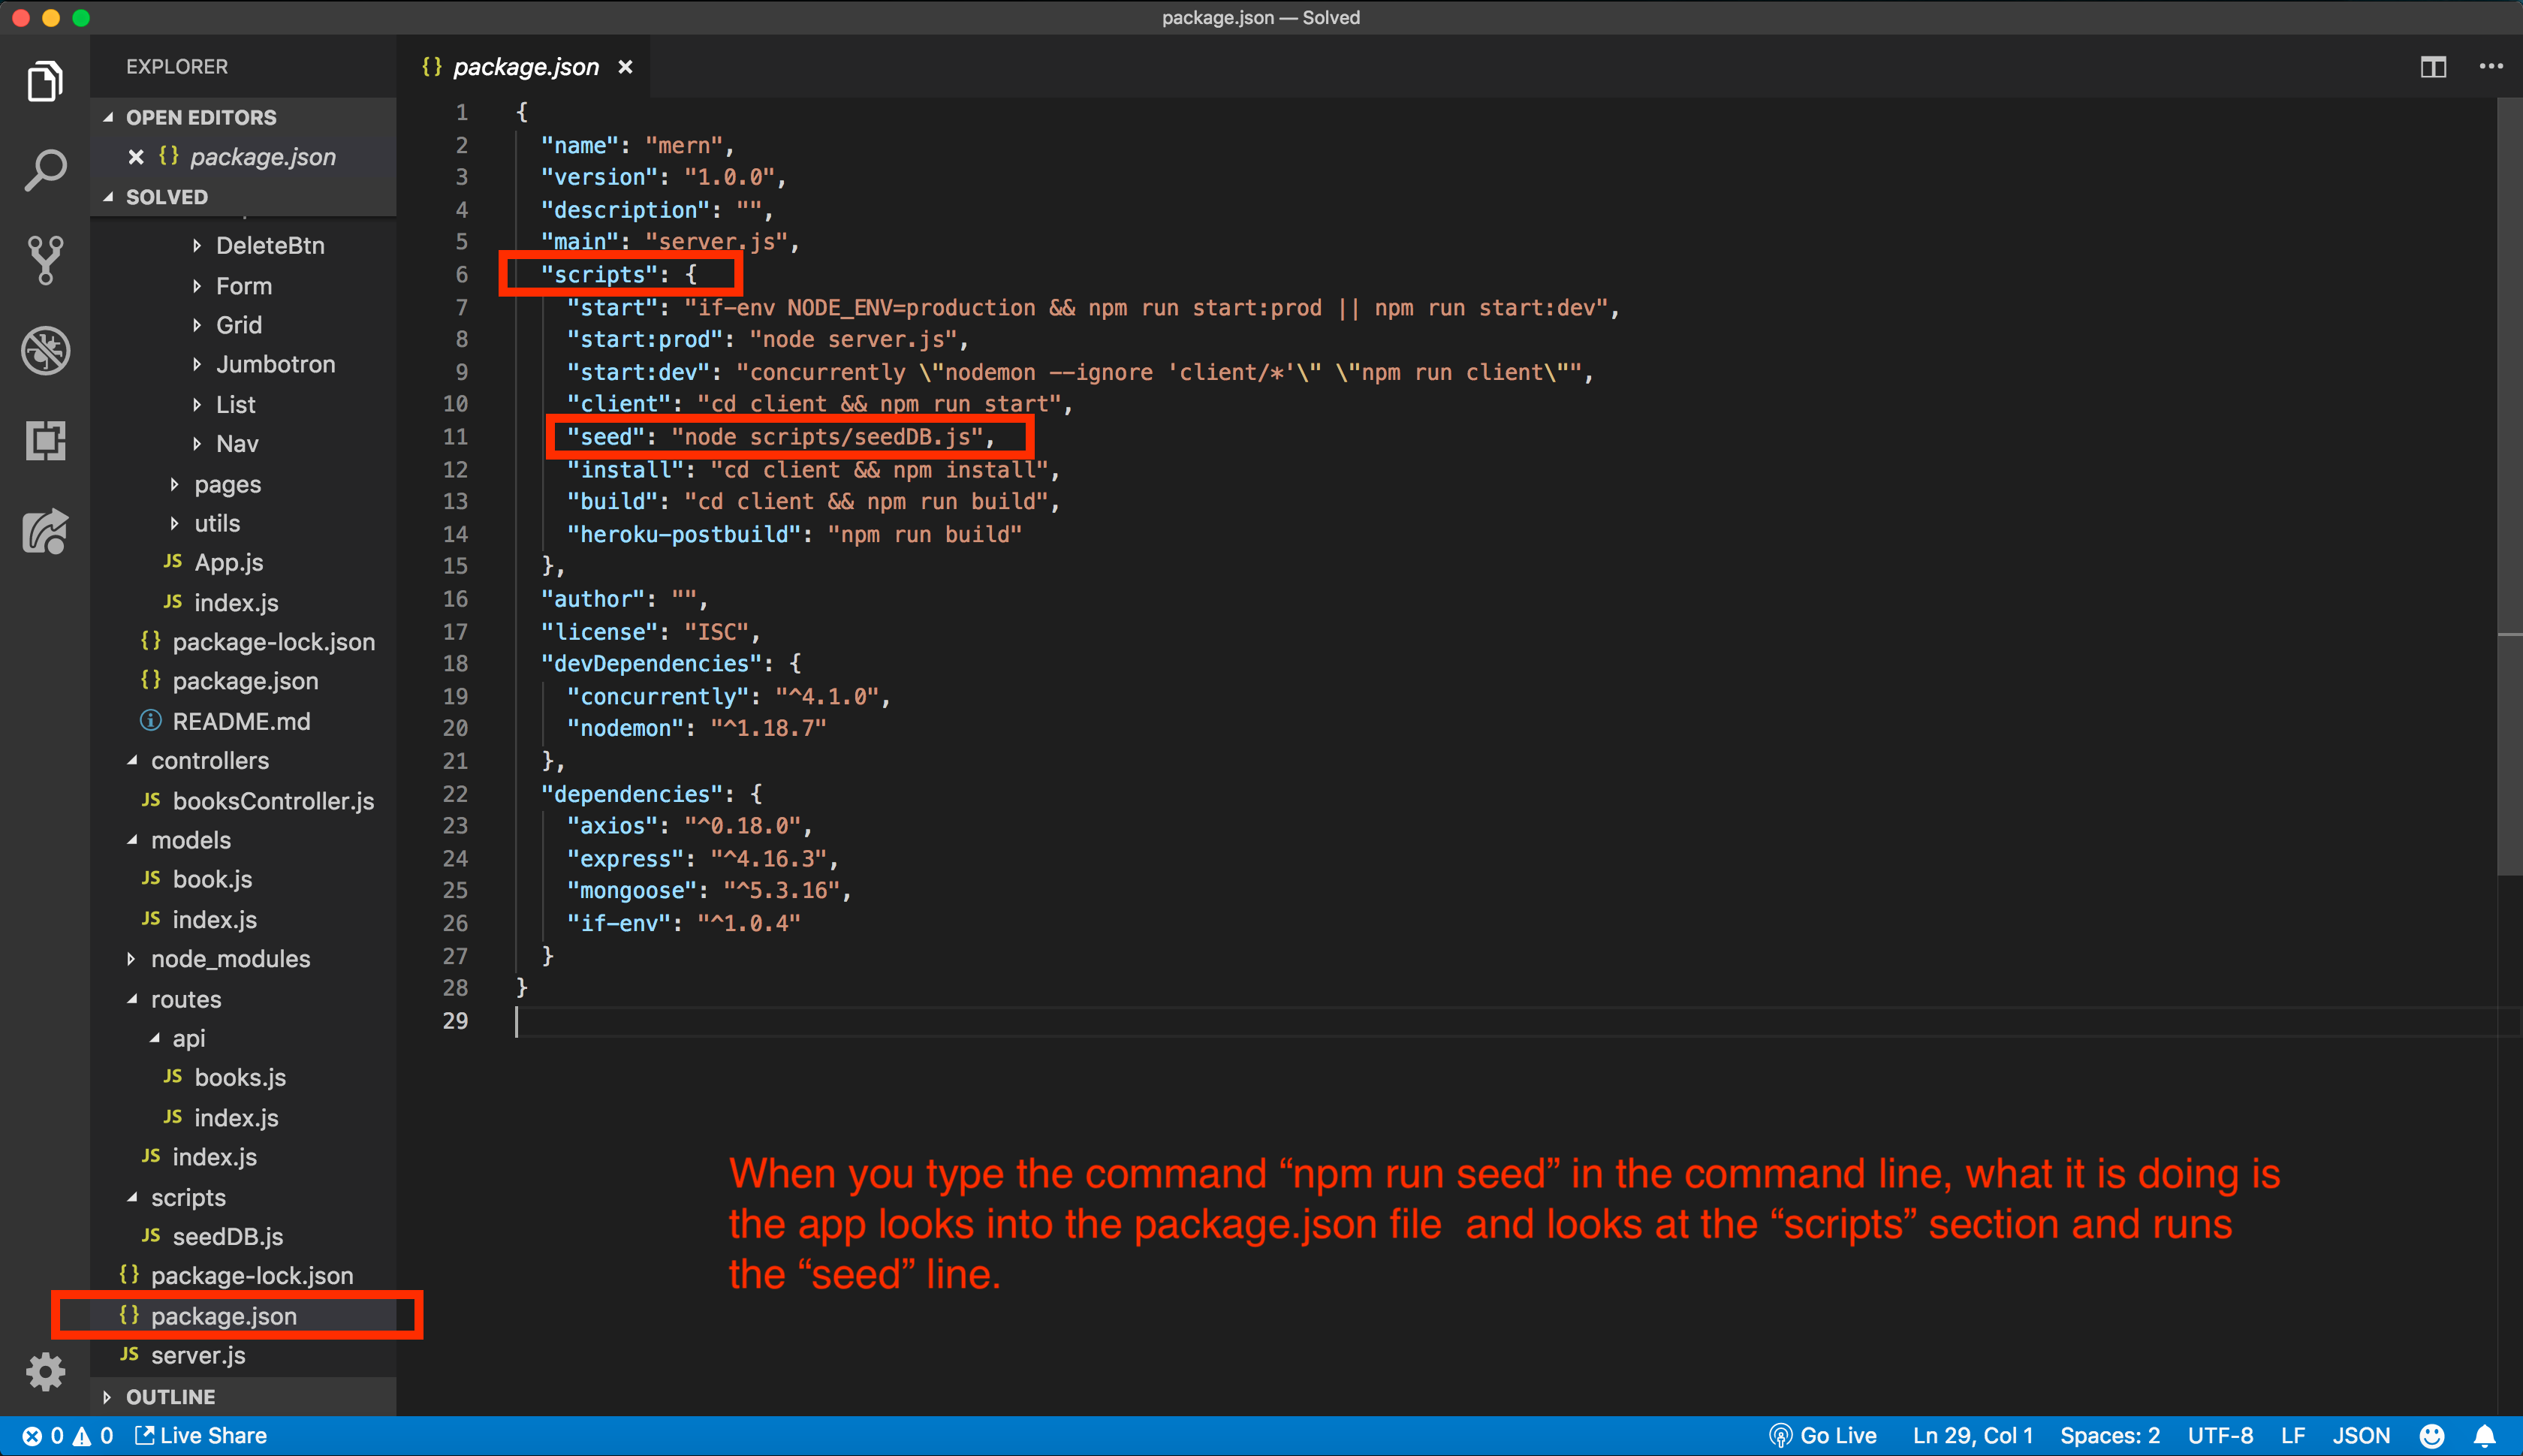 package.json — Solved
EXPLORER
OPEN EDITORS
package.json
SOLVED
DeleteBtn
Form
Grid
Jumbotron
List
Nav
pages
utils
JS App.js
JS index.js
{} package-lock.json
{} package.json
README.md
controllers
JS booksController.js
models
JS book.js
JS index.js
node_modules
routes
api
JS books.js
JS index.js
JS index.js
scripts
JS seedDB.js
{} package-lock.json
{} package.json
JS server.js
OUTLINE
{} package.json
1 {
2 "name": "mern",
3 "version": "1.0.0",
4 "description": "",
5 "main": "server.js",
6 "scripts": {
7 "start": "if-env NODE_ENV=production && npm run start:prod || npm run start:dev",
8 "start:prod": "node server.js",
9 "start:dev": "concurrently \"nodemon --ignore 'client/*'\" \"npm run client\"",
10 "client": "cd client && npm run start",
11 "seed": "node scripts/seedDB.js",
12 "install": "cd client && npm install",
13 "build": "cd client && npm run build",
14 "heroku-postbuild": "npm run build"
15 },
16 "author": "",
17 "license": "ISC",
18 "devDependencies": {
19 "concurrently": "^4.1.0",
20 "nodemon": "^1.18.7"
21 },
22 "dependencies": {
23 "axios": "^0.18.0",
24 "express": "^4.16.3",
25 "mongoose": "^5.3.16",
26 "if-env": "^1.0.4"
27 }
28 }
29
When you type the command “npm run seed” in the command line, what it is doing is
the app looks into the package.json file and looks at the “scripts” section and runs
the “seed” line.
0 0 Live Share
Go Live Ln 29, Col 1 Spaces: 2 UTF-8 LF JSON